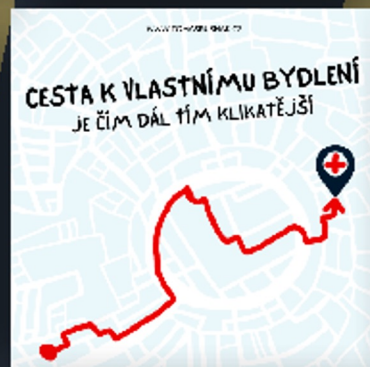 CESTA K VLASTNÍMU BYDLENÍ
JE ČÍM DÁL TÍM KLIKATĚJŠÍ